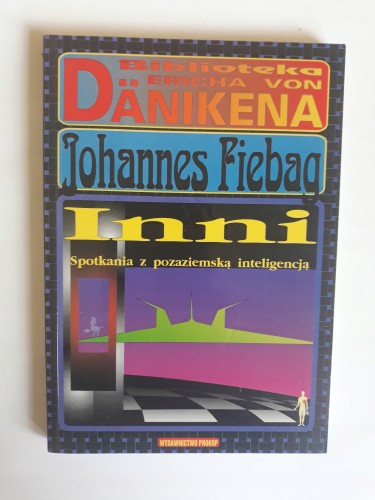 Biblioteka
ERICHA VON
DÄNIKENA
Johannes Fiebag
Inni
Spotkania z pozaziemską inteligencją
WYDAWNICTWO PROKOP